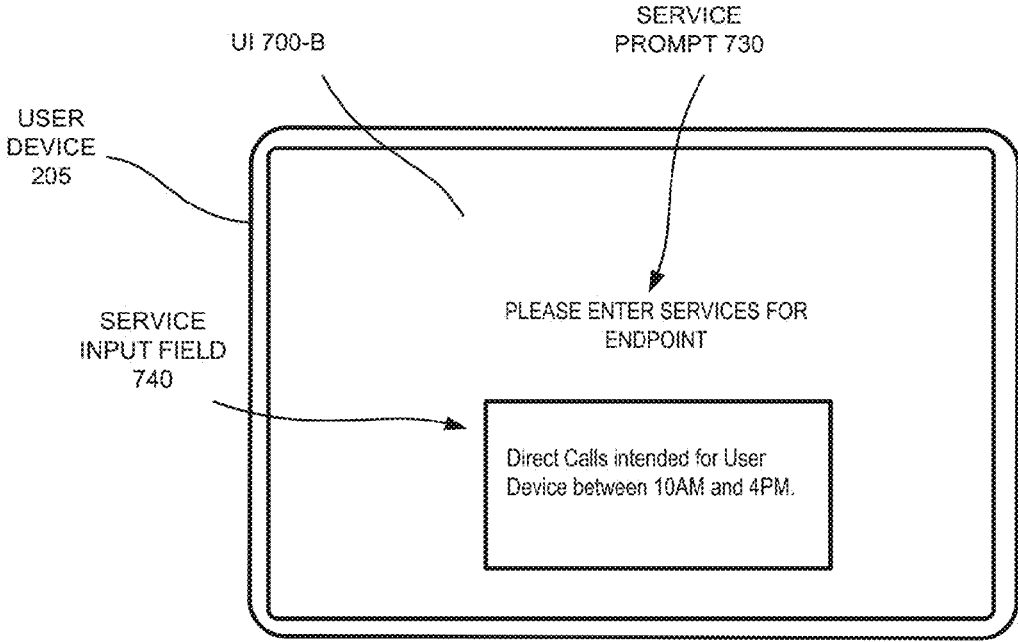 SERVICE
PROMPT 730
UI 700-B
USER
DEVICE
205
PLEASE ENTER SERVICES FOR
ENDPOINT
SERVICE
INPUT FIELD
740
Direct Calls intended for User
Device between 10AM and 4PM.